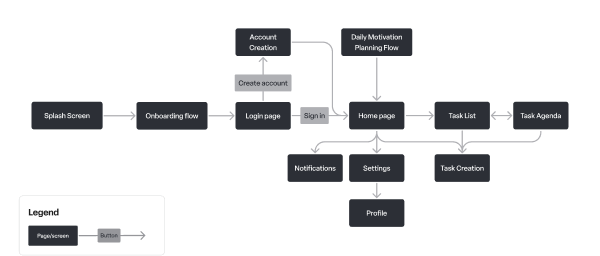 Account
Creation
Daily Motivation
Planning Flow
Create account
Splash Screen
Onboarding flow
Login page
Sign in
Home page
Task List
Task Agenda
Notifications
Settings
Task Creation
Profile
Legend
Page/screen
Button